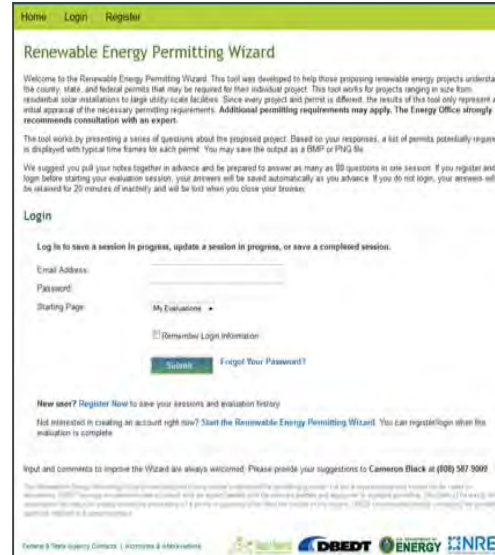 Home Login Register
Renewable Energy Permitting Wizard
Welcome to the Renewable Energy Permitting Wizard. This tool was developed to help those proposing renewable energy projects understa
the county, state, and federal permits that may be required for their individual project. This tool works for projects ranging in size from
residential solar installations to large utility-scale facilities. Since every project and permit is different, the results of this tool only represent a
initial appraisal of the necessary permitting requirements. Additional permitting requirements may apply. The Energy Office strongly
recommends consultation with an expert.
The tool works by presenting a series of questions about the proposed project. Based on your responses, a list of permits potentially require
is displayed with typical time frames for each permit. You may save the output as a BMP or PNG file.
We suggest you pull your notes together in advance and be prepared to answer as many as 80 questions in one session. If you register and
login before starting your evaluation session, your answers will be saved automatically as you advance. If you do not login, your answers will
be retained for 20 minutes of inactivity and will be lost when you close your browser.
Login
Log in to save a session in progress, update a session in progress, or save a completed session.
Email Address:
Password:
Starting Page: My Evaluations
Remember Login Information
Submit Forgot Your Password?
New user? Register Now to save your sessions and evaluation history.
Not interested in creating an account right now? Start the Renewable Energy Permitting Wizard. You can register/login when the
evaluation is complete.
Input and comments to improve the Wizard are always welcomed. Please provide your suggestions to Cameron Black at (808) 587-9009
Federal & State Agency Contacts | Acronyms & Abbreviations
DBEDT ENERGY NRE